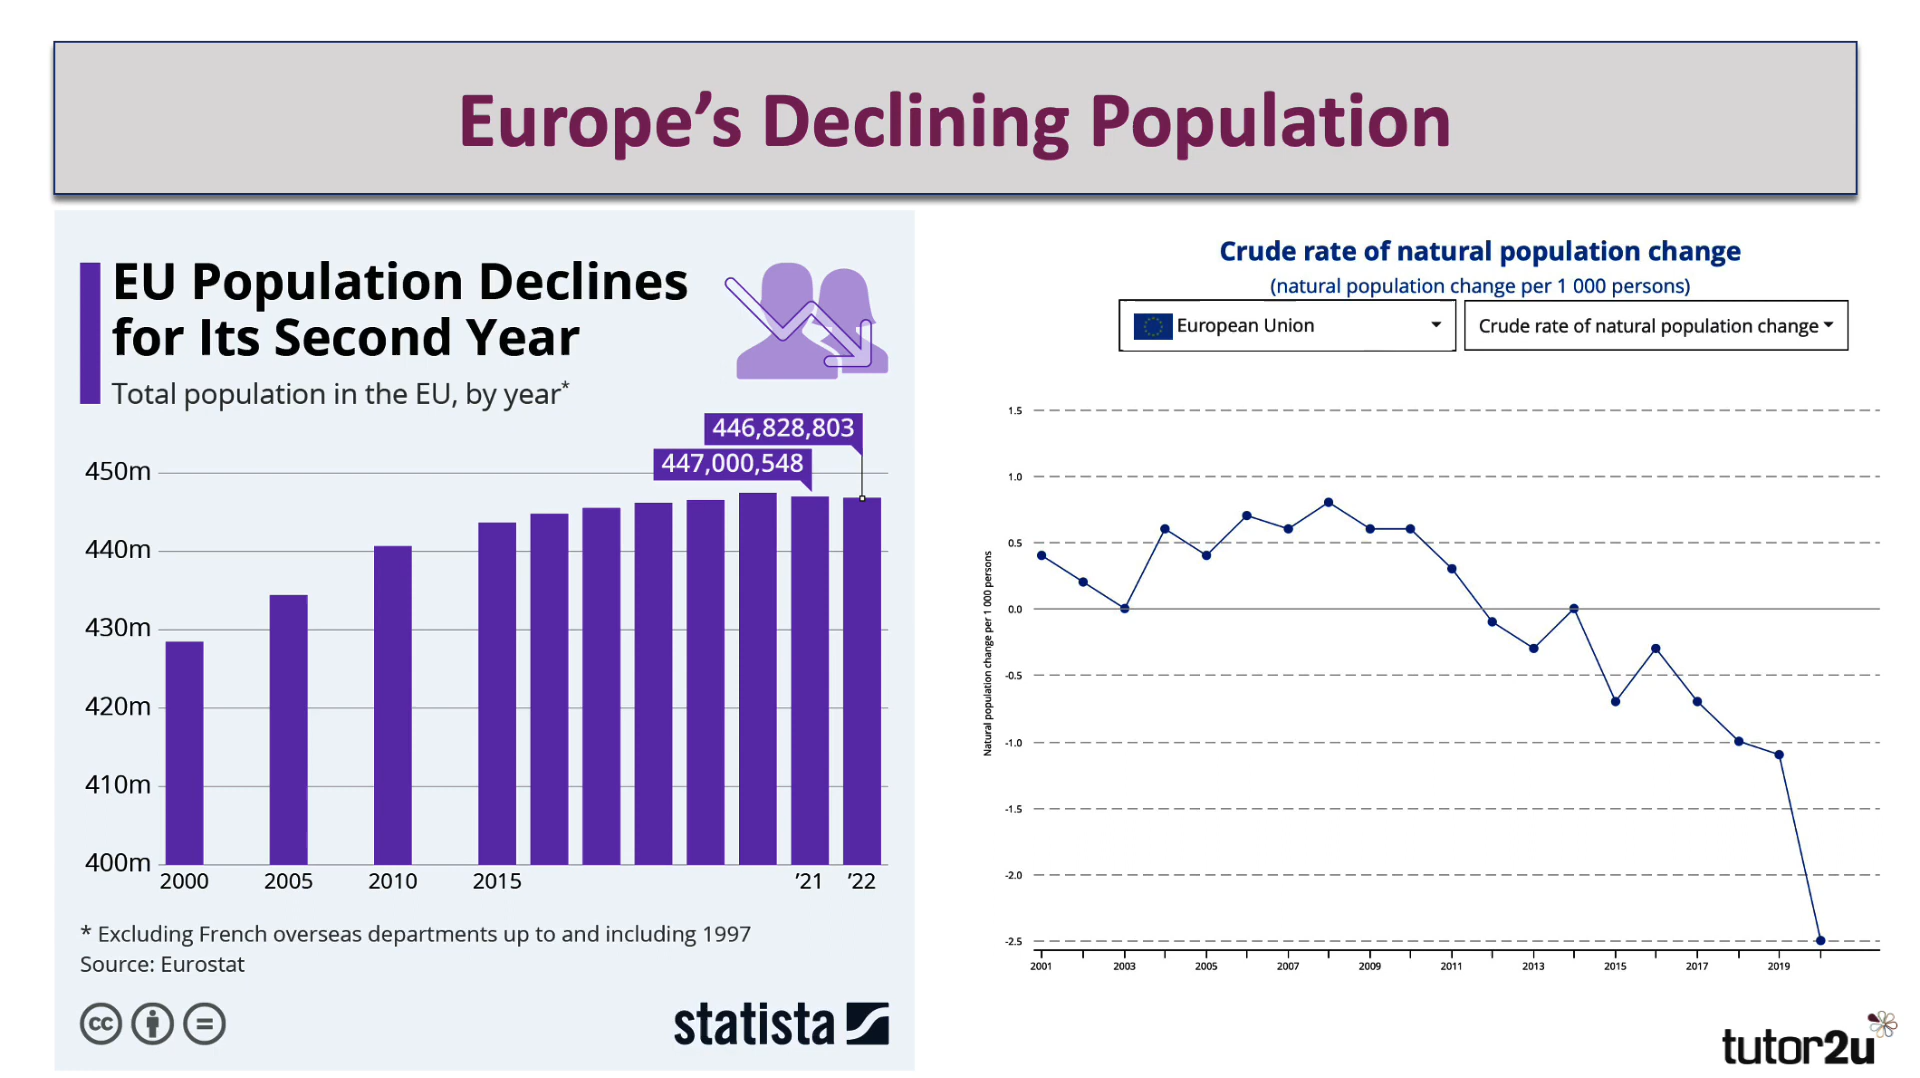 Europe’s Declining Population
EU Population Declines
for Its Second Year
Total population in the EU, by year*
446,828,803
447,000,548
450m
440m
430m
420m
410m
400m
2000 2005 2010 2015 ’21 ’22
* Excluding French overseas departments up to and including 1997
Source: Eurostat
cc =
statista
Crude rate of natural population change
(natural population change per 1 000 persons)
European Union
Crude rate of natural population change
Natural population change per 1 000 persons
1.5
1.0
0.5
0.0
-0.5
-1.0
-1.5
-2.0
-2.5
2001 2003 2005 2007 2009 2011 2013 2015 2017 2019
tutor2u